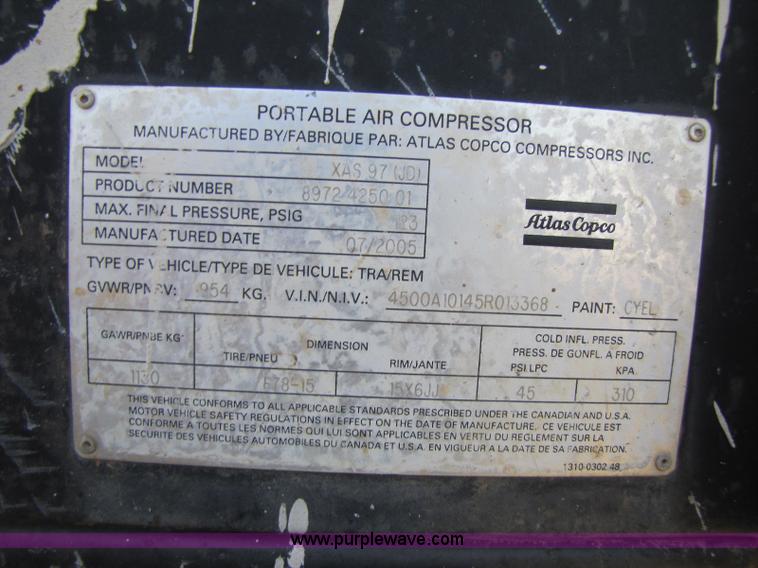 PORTABLE AIR COMPRESSOR
MANUFACTURED BY/FABRIQUE PAR: ATLAS COPCO COMPRESSORS INC.
MODEL XAS 97 (JD)
PRODUCT NUMBER 8972 4250 01
MAX. FINAL PRESSURE, PSIG
MANUFACTURED DATE 07/2005
Atlas Copco
TYPE OF VEHICLE/TYPE DE VEHICULE: TRA/REM
GVWR/PNBV: 954 KG. V.I.N./N.I.V.: 4500A10145R013368 PAINT: CYEL
GAWR/PNBE KG DIMENSION COLD INFL. PRESS.
TIRE/PNEU RIM/JANTE PRESS. DE GONFL. A FROID
PSI LPC KPA
1130 E78-15 15X6JJ 45 310
THIS VEHICLE CONFORMS TO ALL APPLICABLE STANDARDS PRESCRIBED UNDER THE CANADIAN AND U.S.A.
MOTOR VEHICLE SAFETY REGULATIONS IN EFFECT ON THE DATE OF MANUFACTURE. CE VEHICULE EST
CONFORME A TOUTES LES NORMES QUI LUI SONT APPLICABLES EN VERTU DU REGLEMENT SUR LA
SECURITE DES VEHICULES AUTOMOBILES DU CANADA ET U.S.A. EN VIGUEUR A LA DATE DE SA FABRICATION.
1310 0302 48
www.purplewave.com